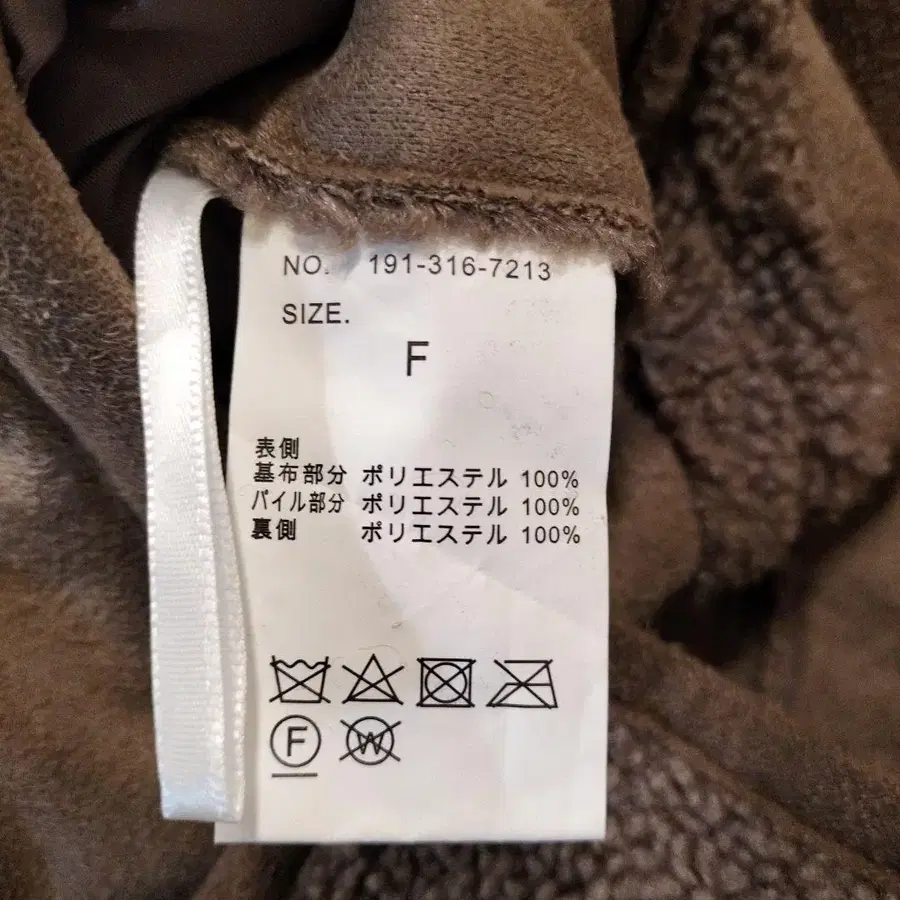 NO. 191-316-7213
SIZE.
F
表側
基布部分 ポリエステル 100%
パイル部分 ポリエステル 100%
裏側 ポリエステル 100%
F W